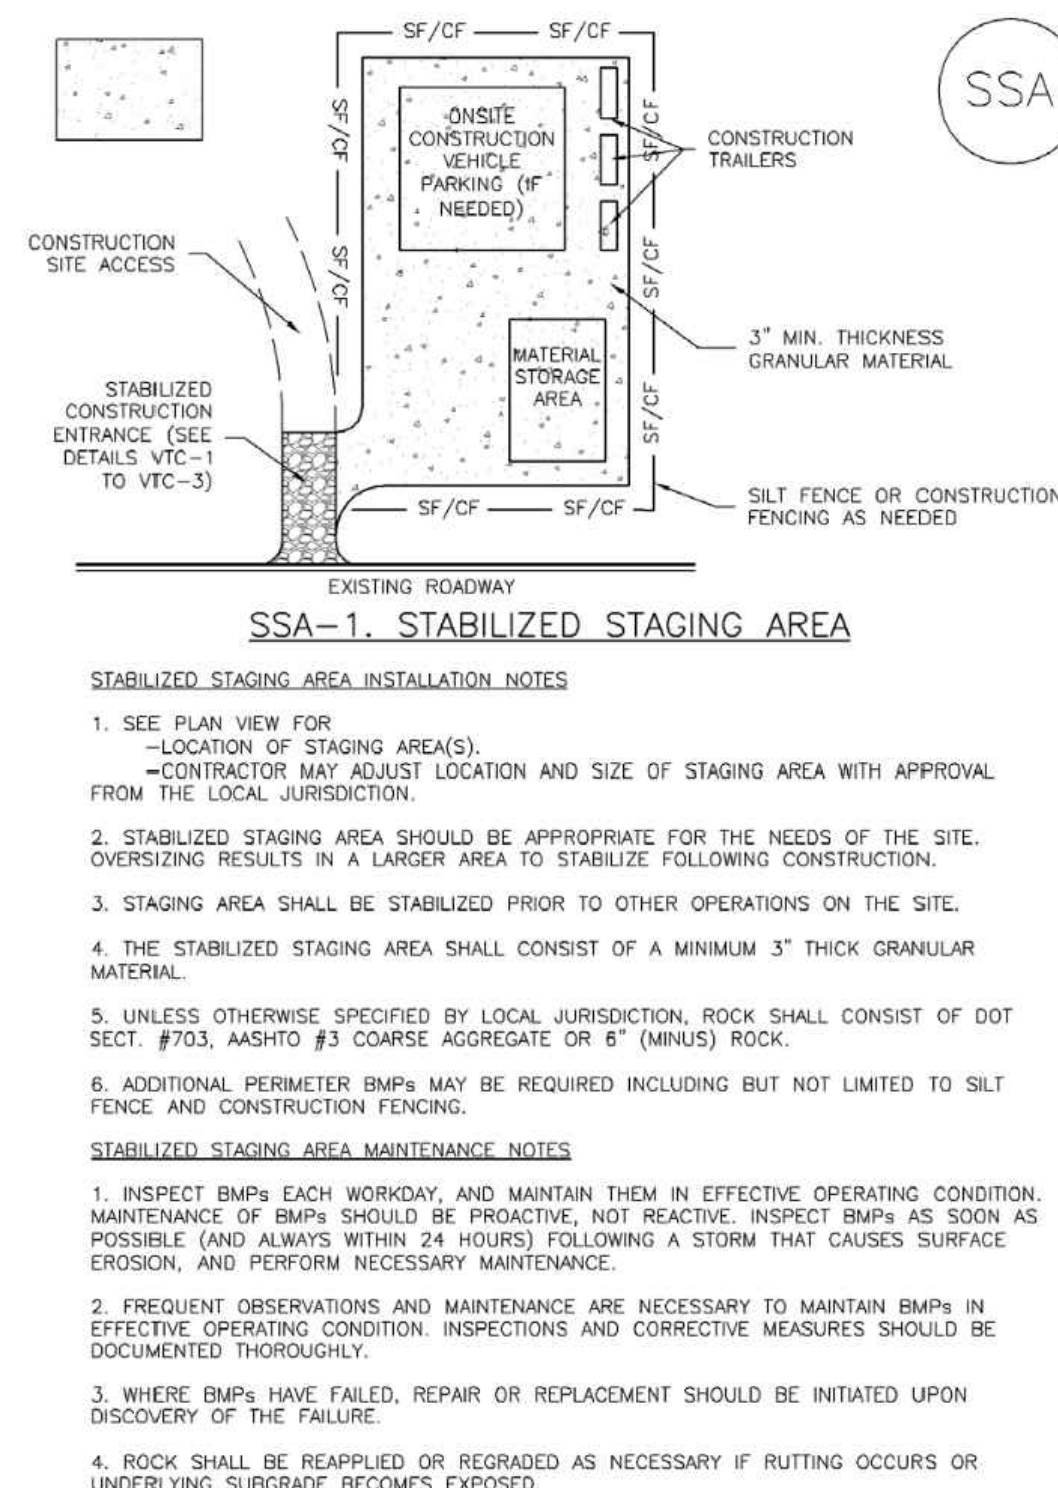 SF/CF SF/CF
SSA
SF/CF
SF/CF
ONSITE
CONSTRUCTION
VEHICLE
PARKING (IF
NEEDED)
SF/CF
CONSTRUCTION
TRAILERS
CONSTRUCTION
SITE ACCESS
SF/CF
SF/CF
3" MIN. THICKNESS
GRANULAR MATERIAL
MATERIAL
STORAGE
AREA
STABILIZED
CONSTRUCTION
ENTRANCE (SEE
DETAILS VTC-1
TO VTC-3)
SF/CF
SF/CF SF/CF
SILT FENCE OR CONSTRUCTION
FENCING AS NEEDED
EXISTING ROADWAY
SSA-1. STABILIZED STAGING AREA
STABILIZED STAGING AREA INSTALLATION NOTES
1. SEE PLAN VIEW FOR
-LOCATION OF STAGING AREA(S).
-CONTRACTOR MAY ADJUST LOCATION AND SIZE OF STAGING AREA WITH APPROVAL
FROM THE LOCAL JURISDICTION.
2. STABILIZED STAGING AREA SHOULD BE APPROPRIATE FOR THE NEEDS OF THE SITE.
OVERSIZING RESULTS IN A LARGER AREA TO STABILIZE FOLLOWING CONSTRUCTION.
3. STAGING AREA SHALL BE STABILIZED PRIOR TO OTHER OPERATIONS ON THE SITE.
4. THE STABILIZED STAGING AREA SHALL CONSIST OF A MINIMUM 3" THICK GRANULAR
MATERIAL.
5. UNLESS OTHERWISE SPECIFIED BY LOCAL JURISDICTION, ROCK SHALL CONSIST OF DOT
SECT. #703, AASHTO #3 COARSE AGGREGATE OR 6" (MINUS) ROCK.
6. ADDITIONAL PERIMETER BMPs MAY BE REQUIRED INCLUDING BUT NOT LIMITED TO SILT
FENCE AND CONSTRUCTION FENCING.
STABILIZED STAGING AREA MAINTENANCE NOTES
1. INSPECT BMPs EACH WORKDAY, AND MAINTAIN THEM IN EFFECTIVE OPERATING CONDITION.
MAINTENANCE OF BMPs SHOULD BE PROACTIVE, NOT REACTIVE. INSPECT BMPs AS SOON AS
POSSIBLE (AND ALWAYS WITHIN 24 HOURS) FOLLOWING A STORM THAT CAUSES SURFACE
EROSION, AND PERFORM NECESSARY MAINTENANCE.
2. FREQUENT OBSERVATIONS AND MAINTENANCE ARE NECESSARY TO MAINTAIN BMPs IN
EFFECTIVE OPERATING CONDITION. INSPECTIONS AND CORRECTIVE MEASURES SHOULD BE
DOCUMENTED THOROUGHLY.
3. WHERE BMPs HAVE FAILED, REPAIR OR REPLACEMENT SHOULD BE INITIATED UPON
DISCOVERY OF THE FAILURE.
4. ROCK SHALL BE REAPPLIED OR REGRADED AS NECESSARY IF RUTTING OCCURS OR
UNDERLYING SUBGRADE BECOMES EXPOSED.